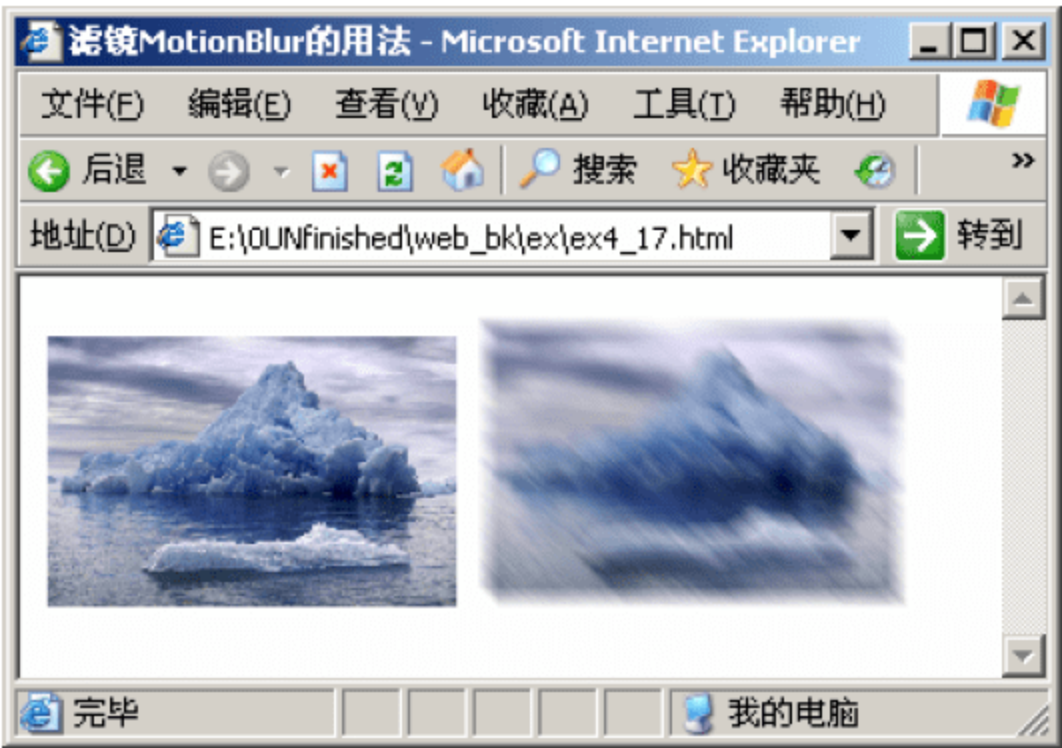 滤镜MotionBlur的用法 - Microsoft Internet Explorer
文件(F) 编辑(E) 查看(V) 收藏(A) 工具(T) 帮助(H)
后退 搜索 收藏夹 »
地址(D) E:\0UNfinished\web_bk\ex\ex4_17.html 转到
完毕 我的电脑